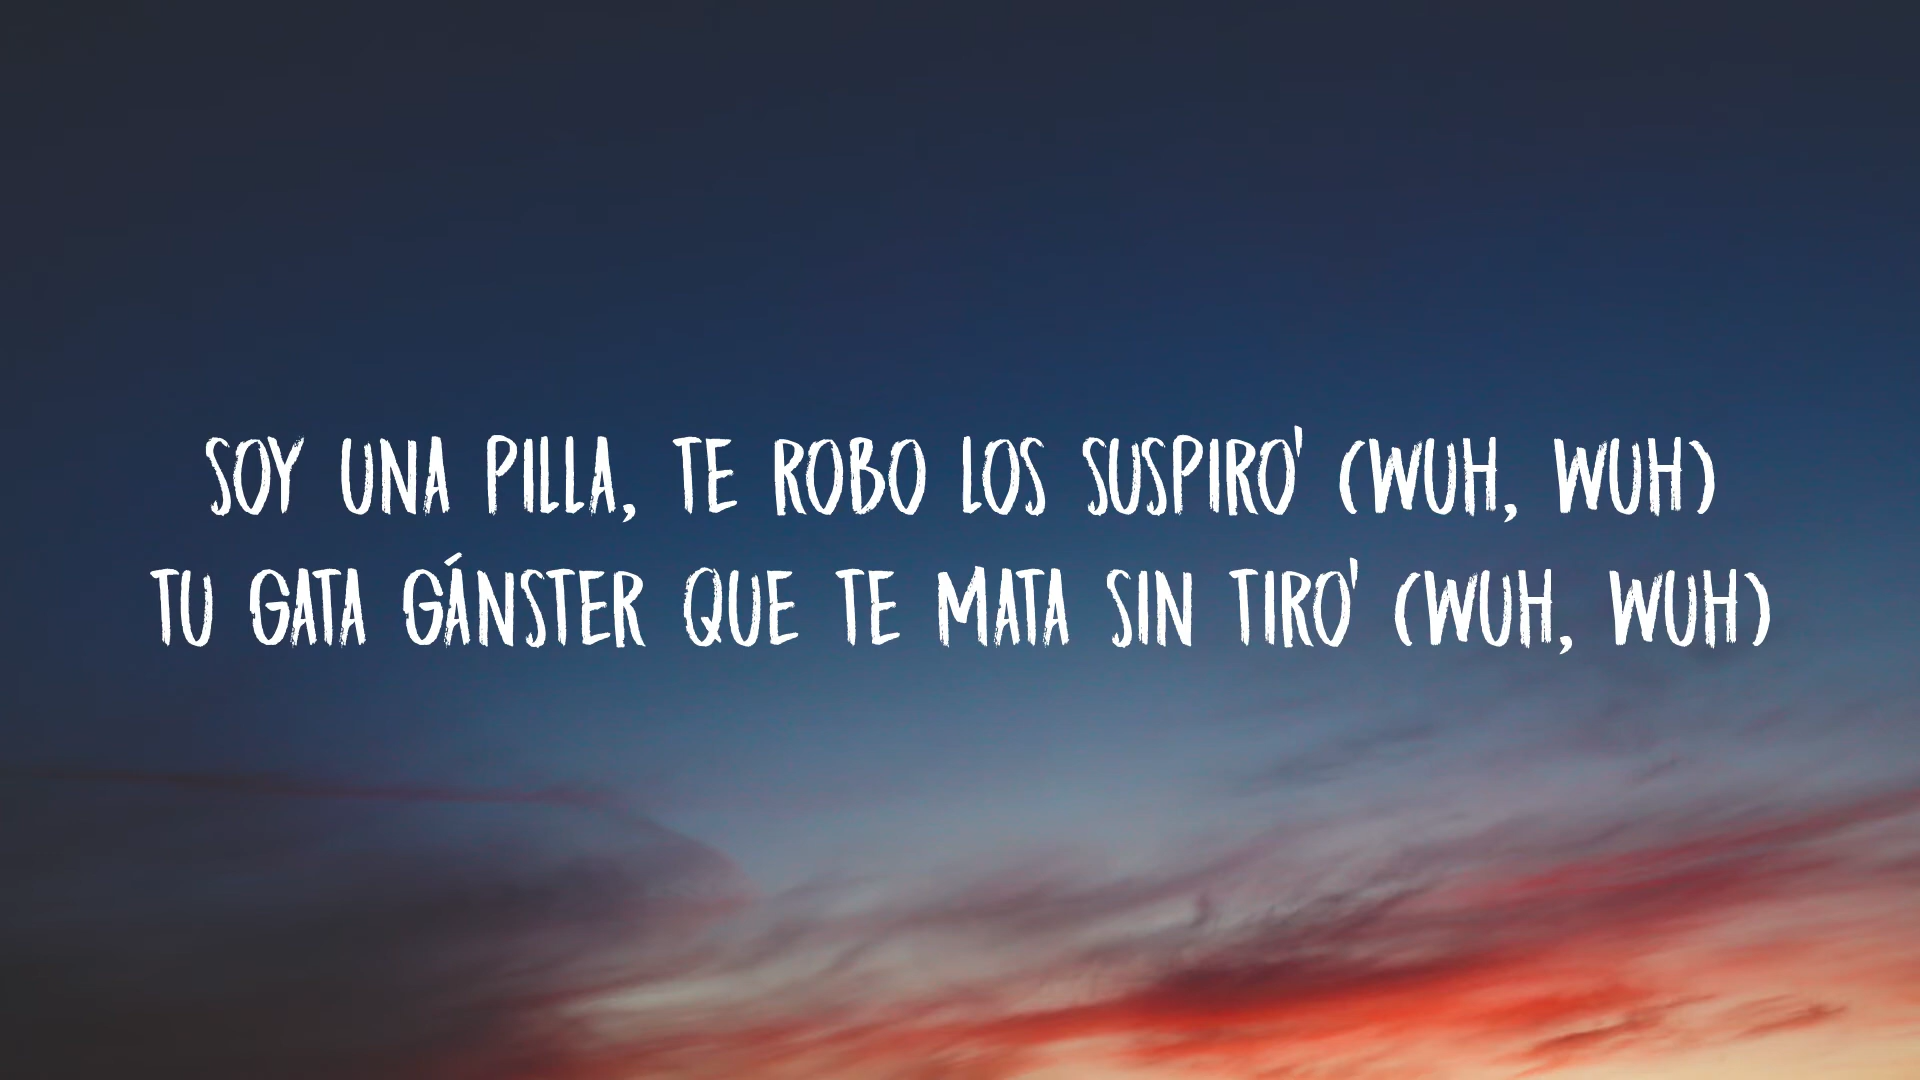 SOY UNA PILLA, TE ROBO LOS SUSPIRO' (WUH, WUH)
TU GATA GÁNSTER QUE TE MATA SIN TIRO' (WUH, WUH)